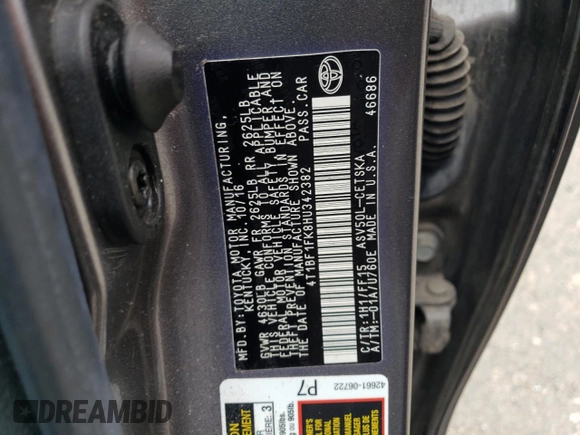 MFD. BY: TOYOTA MOTOR MANUFACTURING,
KENTUCKY, INC. 10/16
GVWR 4630LB GAWR FR 2625LB RR 2625LB
THIS VEHICLE CONFORMS TO ALL APPLICABLE
FEDERAL MOTOR VEHICLE SAFETY, BUMPER, AND
THEFT PREVENTION STANDARDS IN EFFECT ON
THE DATE OF MANUFACTURE SHOWN ABOVE.
4T1BF1FK8HU342382 PASS. CAR
C/TR: 1H1/FF15 ASV50L-CETSKA
A/TM: -01A/U760E MADE IN U.S.A.
46686
42661-06722
P7
3
DREAMBID